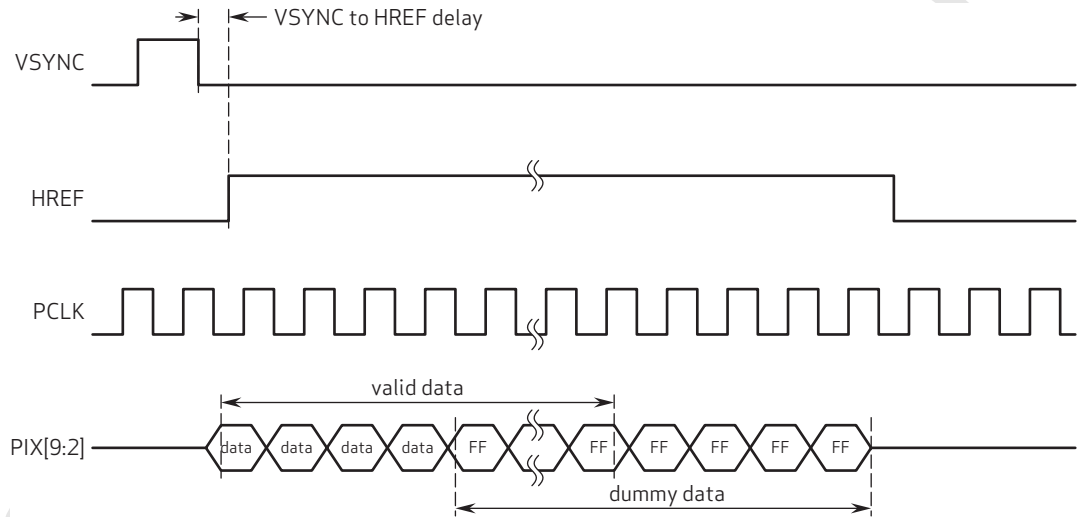 VSYNC to HREF delay
VSYNC
HREF
PCLK
valid data
PIX[9:2]
data data data data FF FF FF FF FF FF
dummy data